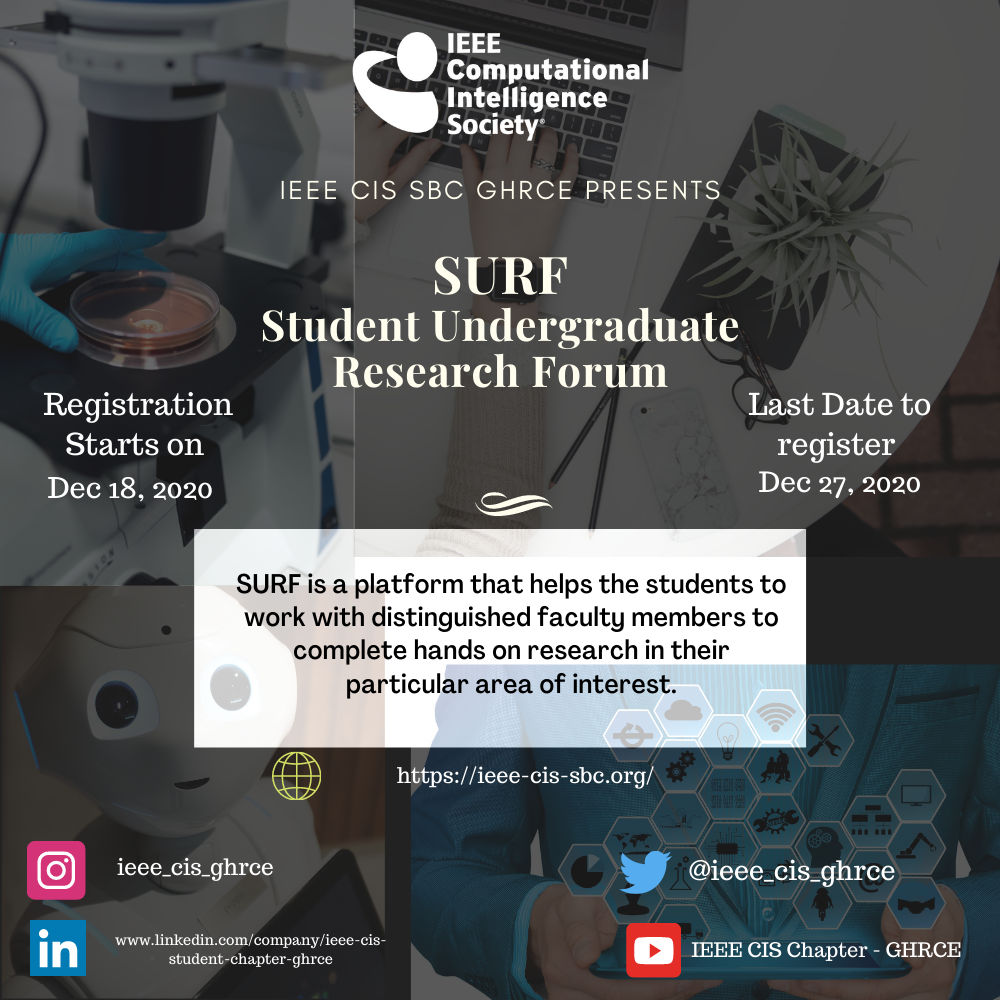 IEEE
Computational
Intelligence
Society®
IEEE CIS SBC GHRCE PRESENTS
SURF
Student Undergraduate
Research Forum
Registration
Starts on
Dec 18, 2020
Last Date to
register
Dec 27, 2020
SURF is a platform that helps the students to
work with distinguished faculty members to
complete hands on research in their
particular area of interest.
https://ieee-cis-sbc.org/
ieee_cis_ghrce
@ieee_cis_ghrce
www.linkedin.com/company/ieee-cis-
student-chapter-ghrce
IEEE CIS Chapter - GHRCE